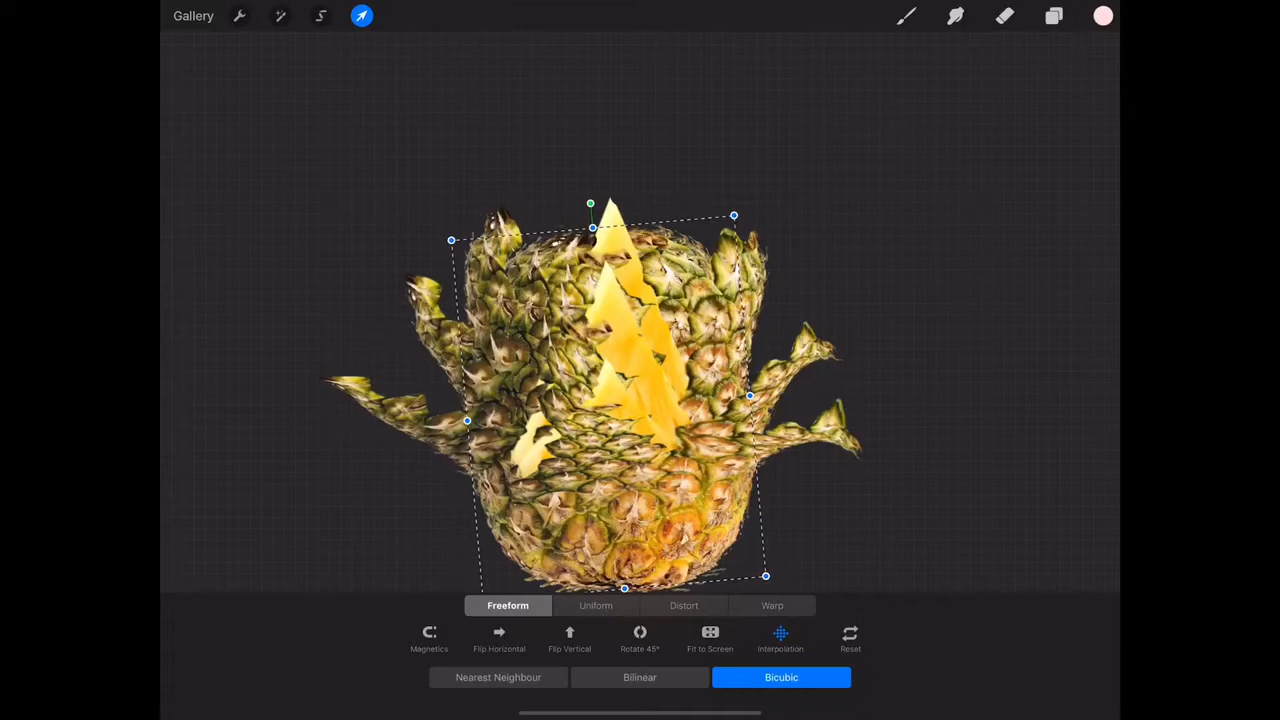 Gallery
Freeform Uniform Distort Warp
Magnetics Flip Horizontal Flip Vertical Rotate 45° Fit to Screen Interpolation Reset
Nearest Neighbour Bilinear Bicubic